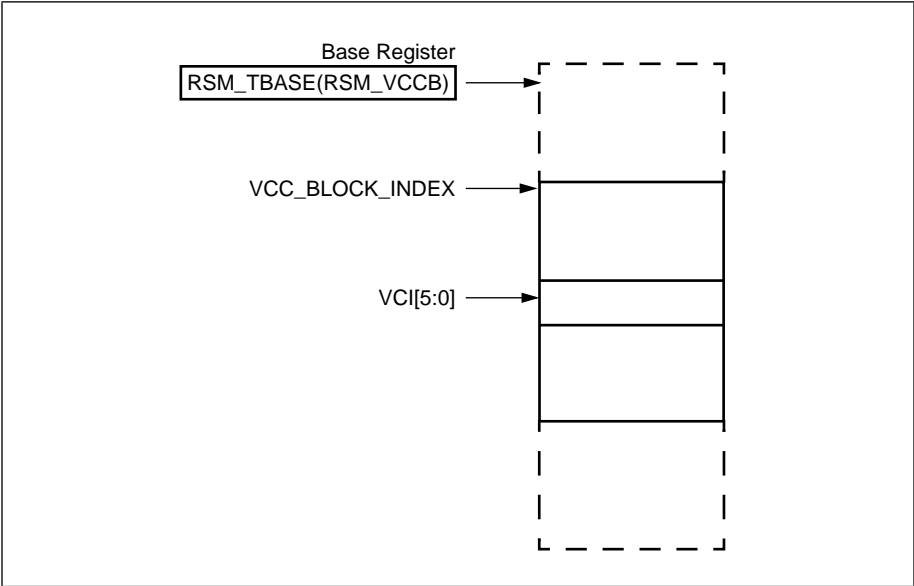 Base Register
RSM_TBASE(RSM_VCCB)
VCC_BLOCK_INDEX
VCI[5:0]